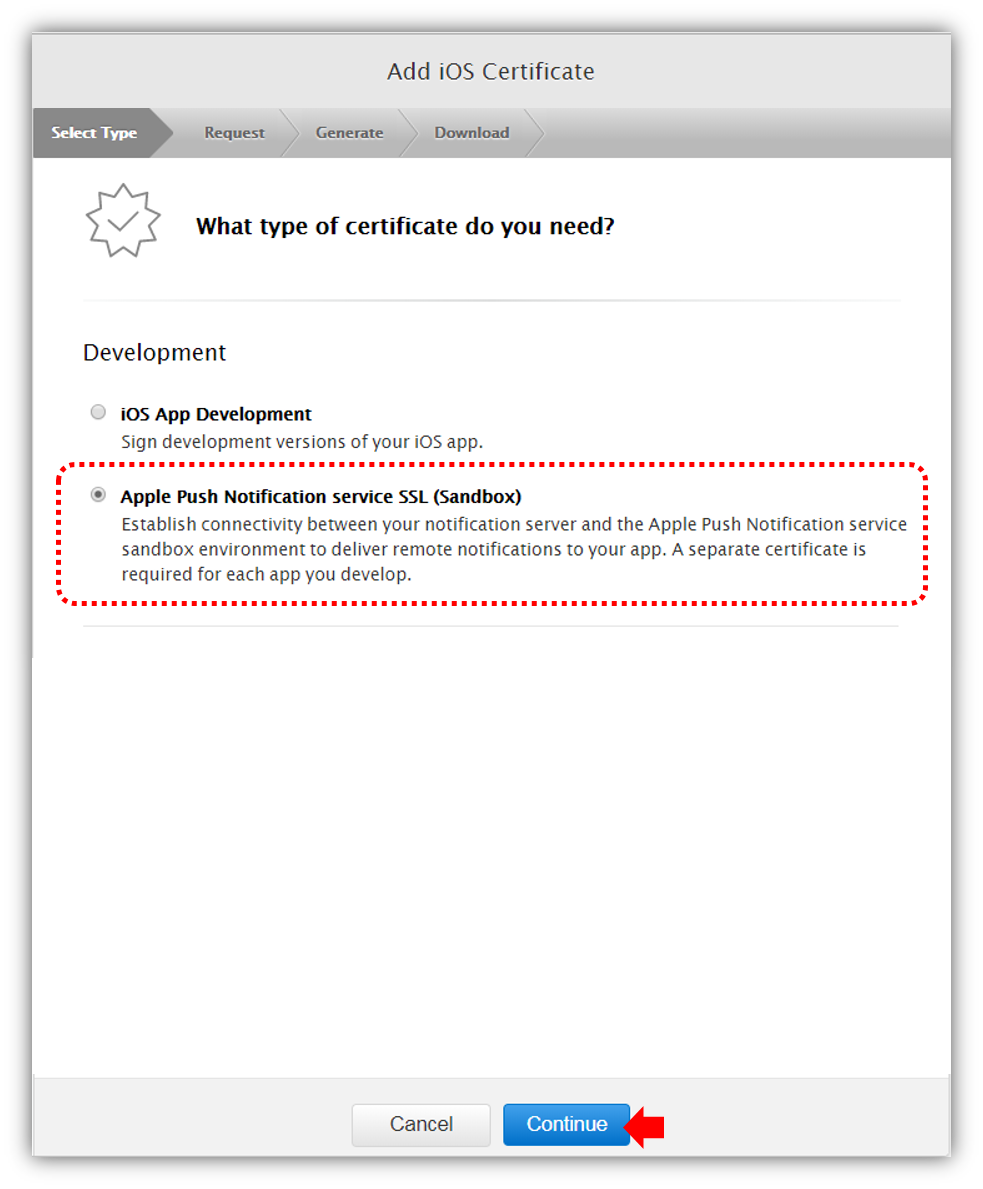 Add iOS Certificate
Select Type
Request
Generate
Download
What type of certificate do you need?
Development
iOS App Development
Sign development versions of your iOS app.
Apple Push Notification service SSL (Sandbox)
Establish connectivity between your notification server and the Apple Push Notification service
sandbox environment to deliver remote notifications to your app. A separate certificate is
required for each app you develop.
Cancel
Continue